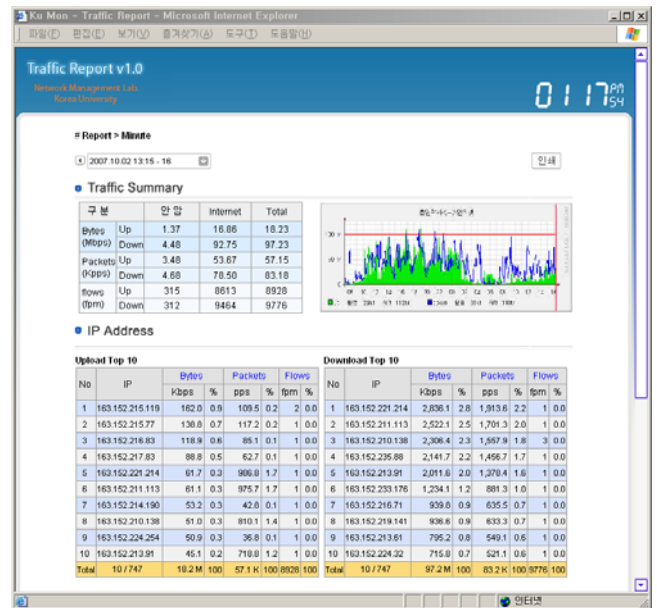 Ku Mon - Traffic Report - Microsoft Internet Explorer
파일(F) 편집(E) 보기(V) 즐겨찾기(A) 도구(T) 도움말(H)
Traffic Report v1.0
Network Management Lab.
Korea University
01 17 PM 54
# Report > Minute
2007.10.02 13:15 - 16
인쇄
Traffic Summary
구 분 안 암 Internet Total
Bytes (Mbps) Up 1.37 16.86 18.23
Down 4.48 92.75 97.23
Packets (Kpps) Up 3.48 53.67 57.15
Down 4.68 78.50 83.18
flows (fpm) Up 315 8613 8928
Down 312 9464 9776
IP Address
Upload Top 10
No IP Bytes Packets Flows
Kbps % pps % fpm %
1 163.152.215.119 162.0 0.9 109.5 0.2 2 0.0
2 163.152.215.77 0.7 117.2 0.2 1 0.0
3 163.152.216.83 118.9 0.6 85.1 0.1 1 0.0
4 163.152.217.83 88.8 0.5 62.7 0.1 1 0.0
5 163.152.221.214 61.7 0.3 986.8 1.7 1 0.0
6 163.152.211.113 61.1 0.3 975.7 1.7 1 0.0
7 163.152.214.190 53.2 0.3 42.8 0.1 1 0.0
8 163.152.210.138 51.0 0.3 810.1 1.4 1 0.0
9 163.152.224.254 50.9 0.3 36.8 0.1 1 0.0
10 163.152.213.91 45.1 0.2 718.8 1.2 1 0.0
Total 10 / 747 18.2 M 100 57.1 K 100 8928 100
Download Top 10
No IP Bytes Packets Flows
Kbps % pps % fpm %
1 163.152.221.214 2,836.1 2.8 1,913.6 2.2 1 0.0
2 163.152.211.113 2,522.1 2.5 1,701.3 2.0 1 0.0
3 163.152.210.138 2,306.4 2.3 1,557.9 1.8 3 0.0
4 163.152.235.88 2,141.7 2.2 1,456.7 1.7 1 0.0
5 163.152.213.91 2,011.6 2.0 1,378.4 1.6 1 0.0
6 163.152.233.176 1,234.1 1.2 881.3 1.0 1 0.0
7 163.152.216.71 939.8 0.9 635.5 0.7 1 0.0
8 163.152.219.141 936.6 0.9 633.3 0.7 1 0.0
9 163.152.213.61 795.2 0.8 549.1 0.6 1 0.0
10 163.152.224.32 715.8 0.7 521.1 0.6 1 0.0
Total 10 / 747 97.2 M 100 83.2 K 100 9776 100
인터넷